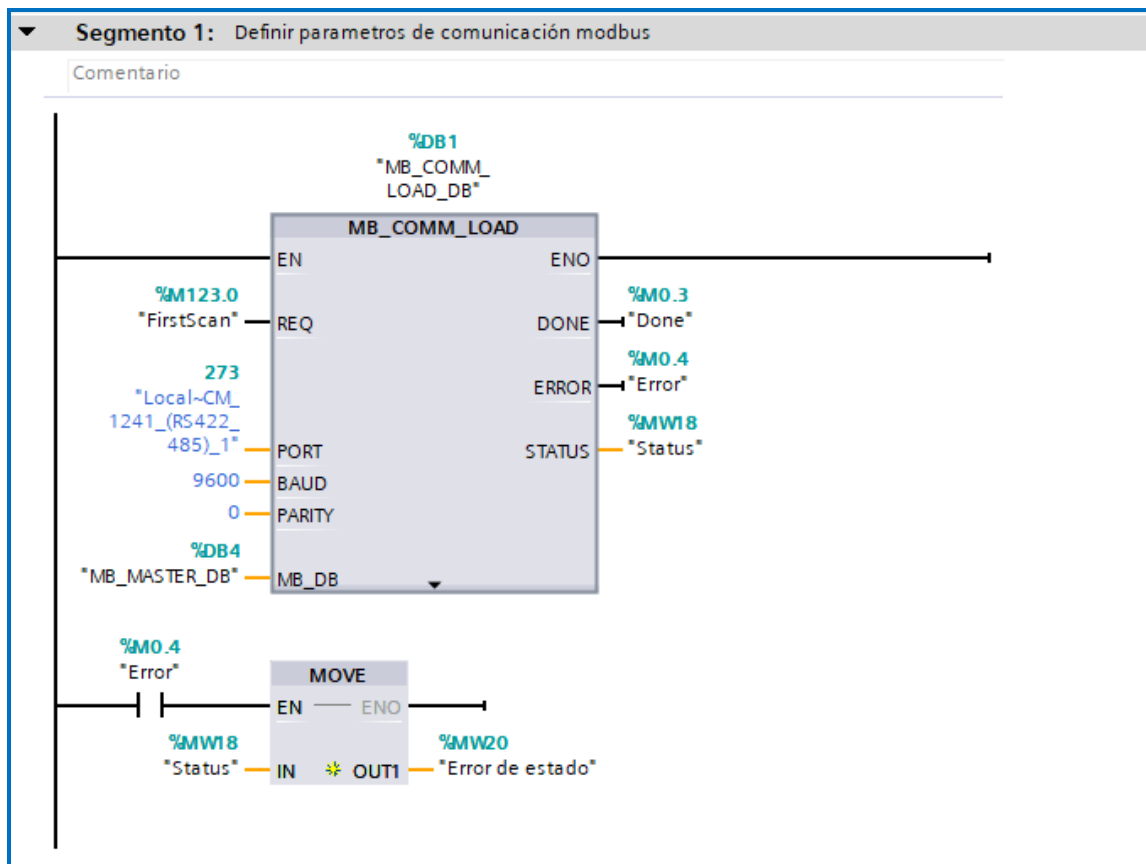 Segmento 1: Definir parametros de comunicación modbus
Comentario
%DB1
"MB_COMM_
LOAD_DB"
MB_COMM_LOAD
EN
ENO
%M123.0
"FirstScan"
REQ
%M0.3
DONE
"Done"
%M0.4
ERROR
"Error"
273
"Local~CM_
1241_(RS422_
485)_1"
PORT
%MW18
STATUS
"Status"
9600
BAUD
0
PARITY
%DB4
"MB_MASTER_DB"
MB_DB
%M0.4
"Error"
MOVE
EN
ENO
%MW18
"Status"
IN
OUT1
%MW20
"Error de estado"